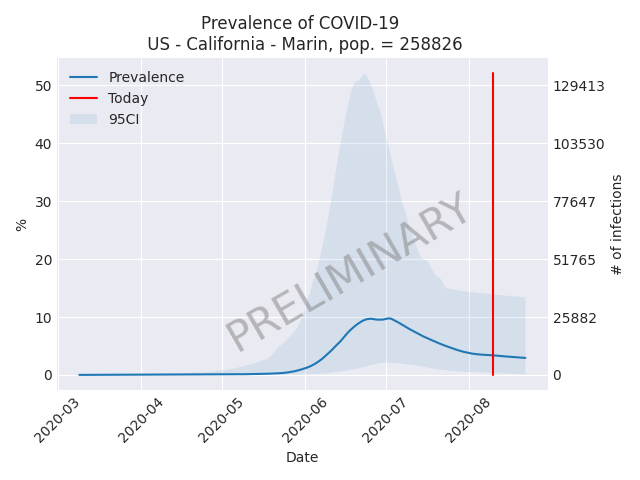 Prevalence of COVID-19
US - California - Marin, pop. = 258826
Prevalence
Today
95CI
50
40
30
20
10
0
%
129413
103530
77647
51765
25882
0
# of infections
PRELIMINARY
2020-03
2020-04
2020-05
2020-06
2020-07
2020-08
Date